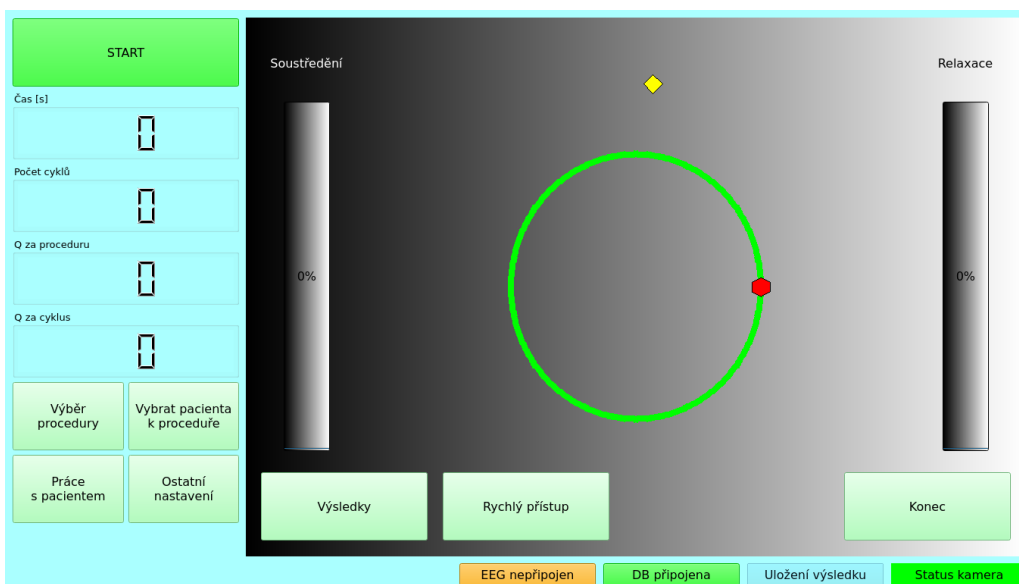 START
Čas [s]
0
Počet cyklů
0
Q za proceduru
0
Q za cyklus
0
Výběr
procedury
Vybrat pacienta
k proceduře
Práce
s pacientem
Ostatní
nastavení
Soustředění
0%
Relaxace
0%
Výsledky
Rychlý přístup
Konec
EEG nepřipojen
DB připojena
Uložení výsledku
Status kamera